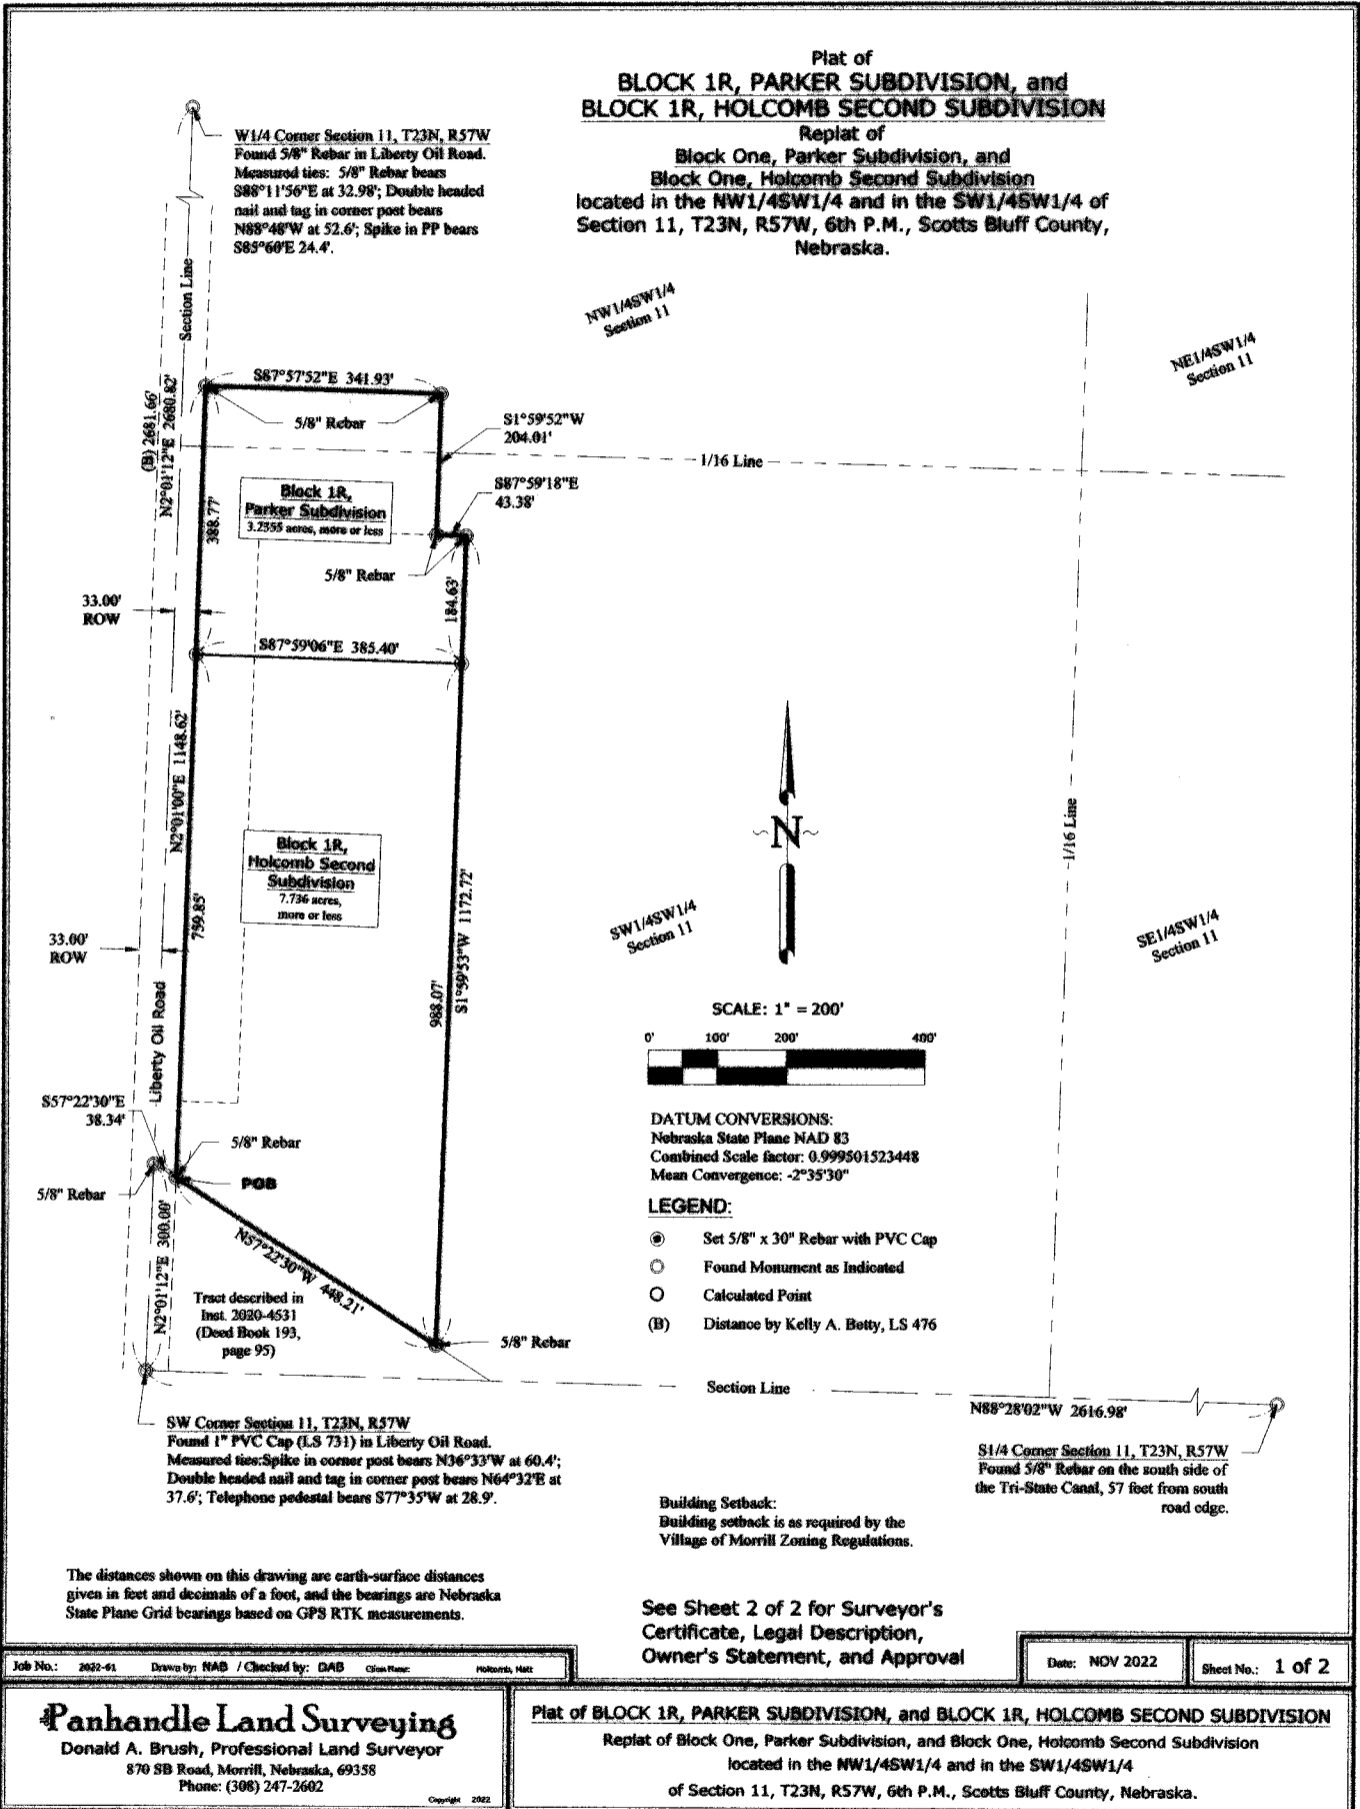 Plat of
BLOCK 1R, PARKER SUBDIVISION, and
BLOCK 1R, HOLCOMB SECOND SUBDIVISION
Replat of
Block One, Parker Subdivision, and
Block One, Holcomb Second Subdivision
located in the NW1/4SW1/4 and in the SW1/4SW1/4 of
Section 11, T23N, R57W, 6th P.M., Scotts Bluff County,
Nebraska.
W1/4 Corner Section 11, T23N, R57W
Found 5/8" Rebar in Liberty Oil Road.
Measured ties: 5/8" Rebar bears
S88°11'56"E at 32.98'; Double headed
nail and tag in corner post bears
N88°48'W at 52.6'; Spike in PP bears
S85°60'E 24.4'.
Section Line
NW1/4SW1/4
Section 11
NE1/4SW1/4
Section 11
S87°57'52"E 341.93'
5/8" Rebar
S1°59'52"W
204.01'
(B) 2681.66'
N2°01'12"E 2680.82'
1/16 Line
S87°59'18"E
43.38'
Block 1R,
Parker Subdivision
3.2355 acres, more or less
388.77'
5/8" Rebar
184.63'
33.00'
ROW
S87°59'06"E 385.40'
N2°01'00"E 1148.62'
1/16 Line
N
Block 1R,
Holcomb Second
Subdivision
7.736 acres,
more or less
759.85'
988.07'
S1°59'53"W 1172.72'
SW1/4SW1/4
Section 11
SE1/4SW1/4
Section 11
33.00'
ROW
Liberty Oil Road
SCALE: 1" = 200'
0' 100' 200' 400'
S57°22'30"E
38.34'
5/8" Rebar
POB
5/8" Rebar
N2°01'12"E 300.00'
N57°22'30"W 448.21'
Tract described in
Inst. 2020-4531
(Deed Book 193,
page 95)
5/8" Rebar
DATUM CONVERSIONS:
Nebraska State Plane NAD 83
Combined Scale factor: 0.999501523448
Mean Convergence: -2°35'30"
LEGEND:
Set 5/8" x 30" Rebar with PVC Cap
Found Monument as Indicated
Calculated Point
(B) Distance by Kelly A. Betty, LS 476
Section Line
N88°28'02"W 2616.98'
SW Corner Section 11, T23N, R57W
Found 1" PVC Cap (LS 731) in Liberty Oil Road.
Measured ties:Spike in corner post bears N36°33'W at 60.4';
Double headed nail and tag in corner post bears N64°32'E at
37.6'; Telephone pedestal bears S77°35'W at 28.9'.
S1/4 Corner Section 11, T23N, R57W
Found 5/8" Rebar on the south side of
the Tri-State Canal, 57 feet from south
road edge.
Building Setback:
Building setback is as required by the
Village of Morrill Zoning Regulations.
The distances shown on this drawing are earth-surface distances
given in feet and decimals of a foot, and the bearings are Nebraska
State Plane Grid bearings based on GPS RTK measurements.
See Sheet 2 of 2 for Surveyor's
Certificate, Legal Description,
Owner's Statement, and Approval
Job No.: 2022-61 Drawn by: NAB / Checked by: DAB Client Name: Holcomb, Matt
Date: NOV 2022
Sheet No.: 1 of 2
Panhandle Land Surveying
Donald A. Brush, Professional Land Surveyor
870 SB Road, Morrill, Nebraska, 69358
Phone: (308) 247-2602
Copyright 2022
Plat of BLOCK 1R, PARKER SUBDIVISION, and BLOCK 1R, HOLCOMB SECOND SUBDIVISION
Replat of Block One, Parker Subdivision, and Block One, Holcomb Second Subdivision
located in the NW1/4SW1/4 and in the SW1/4SW1/4
of Section 11, T23N, R57W, 6th P.M., Scotts Bluff County, Nebraska.